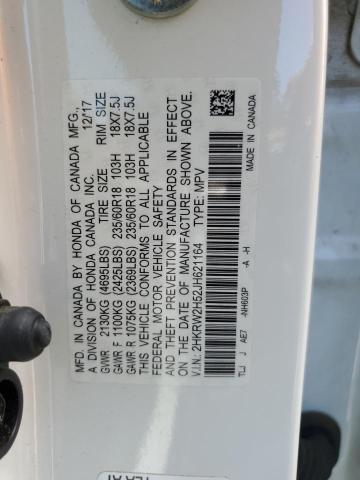 MFD. IN CANADA BY HONDA OF CANADA MFG.,
A DIVISION OF HONDA CANADA INC. 12/17
TIRE SIZE RIM SIZE
GVWR 2130KG (4695LBS)
GAWR F 1100KG (2425LBS) 235/60R18 103H 18X7.5J
GAWR R 1075KG (2369LBS) 235/60R18 103H 18X7.5J
THIS VEHICLE CONFORMS TO ALL APPLICABLE
FEDERAL MOTOR VEHICLE SAFETY
AND THEFT PREVENTION STANDARDS IN EFFECT
ON THE DATE OF MANUFACTURE SHOWN ABOVE.
V.I.N.: 2HKRW2H52JH621164 TYPE: MPV
MADE IN CANADA
TLJ J AE7 -NH603P -A -H